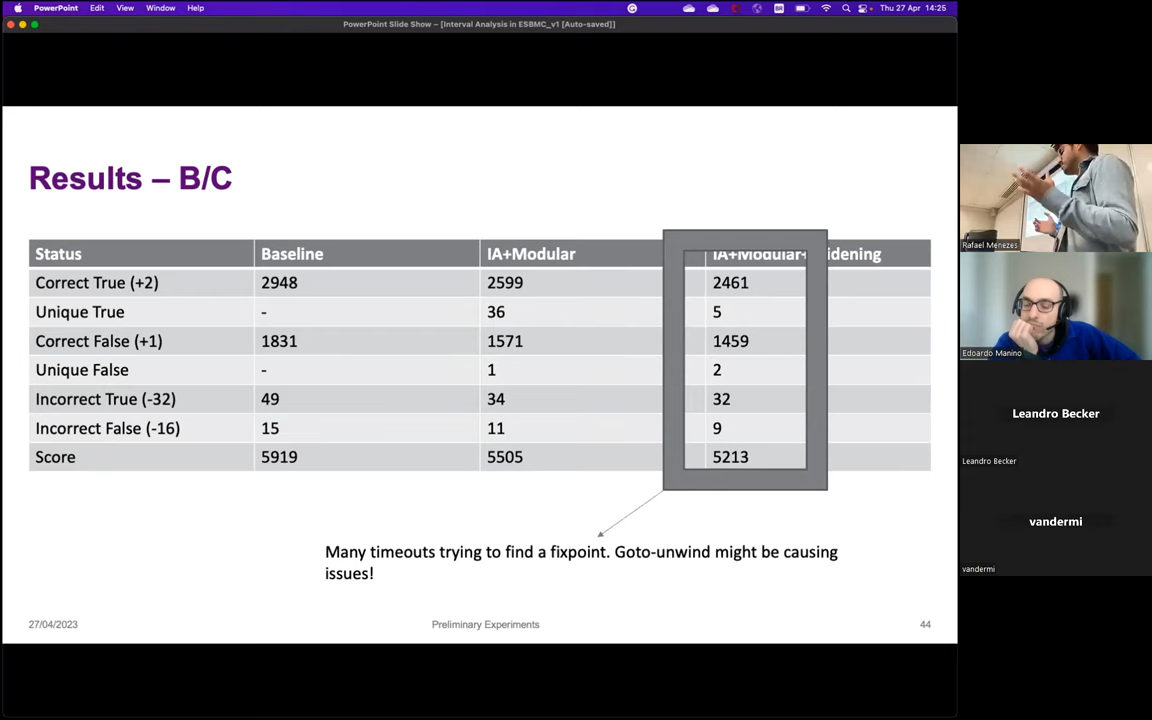 PowerPoint Edit View Window Help
BR
Thu 27 Apr 14:25
PowerPoint Slide Show – [Interval Analysis in ESBMC_v1 [Auto-saved]]
Results – B/C
Status Baseline IA+Modular IA+Modular+ idening
Correct True (+2) 2948 2599 2461
Unique True - 36 5
Correct False (+1) 1831 1571 1459
Unique False - 1 2
Incorrect True (-32) 49 34 32
Incorrect False (-16) 15 11 9
Score 5919 5505 5213
Many timeouts trying to find a fixpoint. Goto-unwind might be causing
issues!
27/04/2023 Preliminary Experiments 44
Rafael Menezes
Edoardo Manino
Leandro Becker
Leandro Becker
vandermi
vandermi